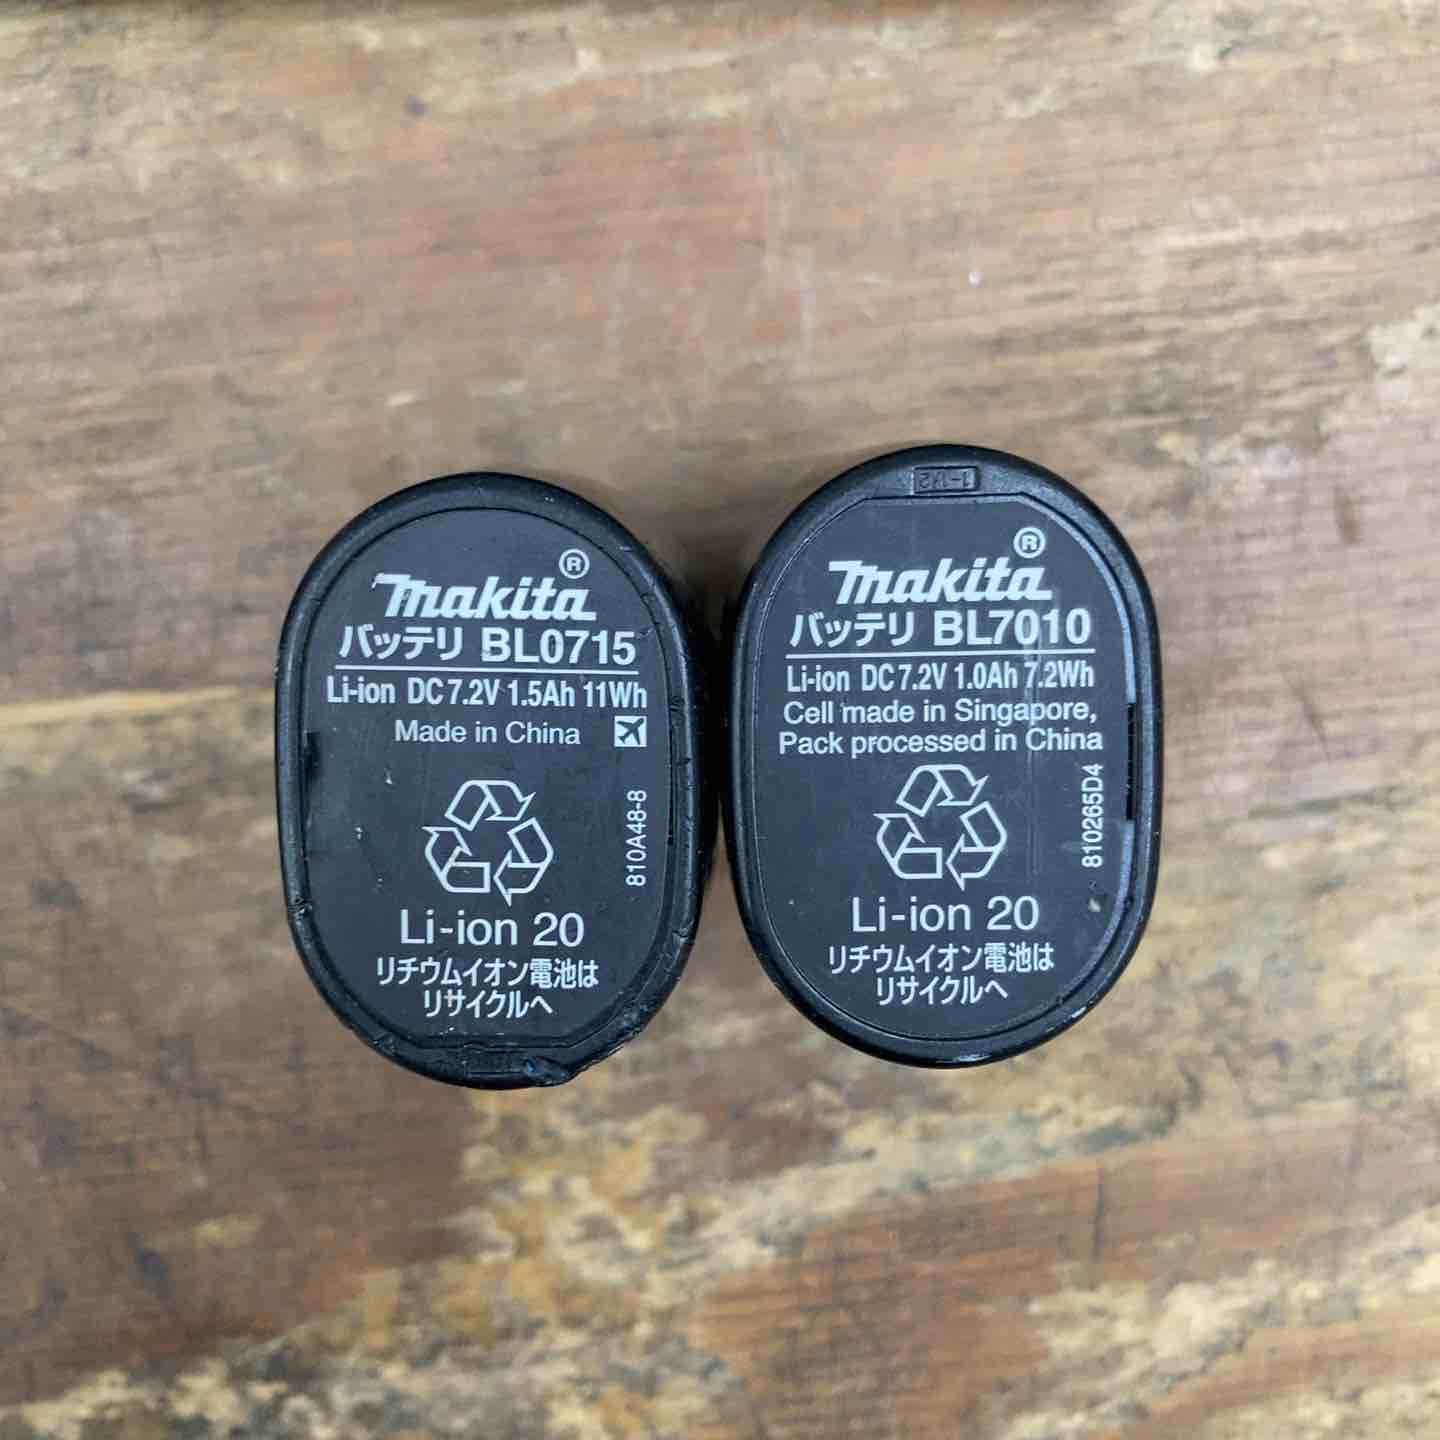 makita®
バッテリ BL0715
Li-ion DC 7.2V 1.5Ah 11Wh
Made in China
810A48-8
Li-ion 20
リチウムイオン電池は
リサイクルへ
1-1/2
makita®
バッテリ BL7010
Li-ion DC 7.2V 1.0Ah 7.2Wh
Cell made in Singapore,
Pack processed in China
810265D4
Li-ion 20
リチウムイオン電池は
リサイクルへ